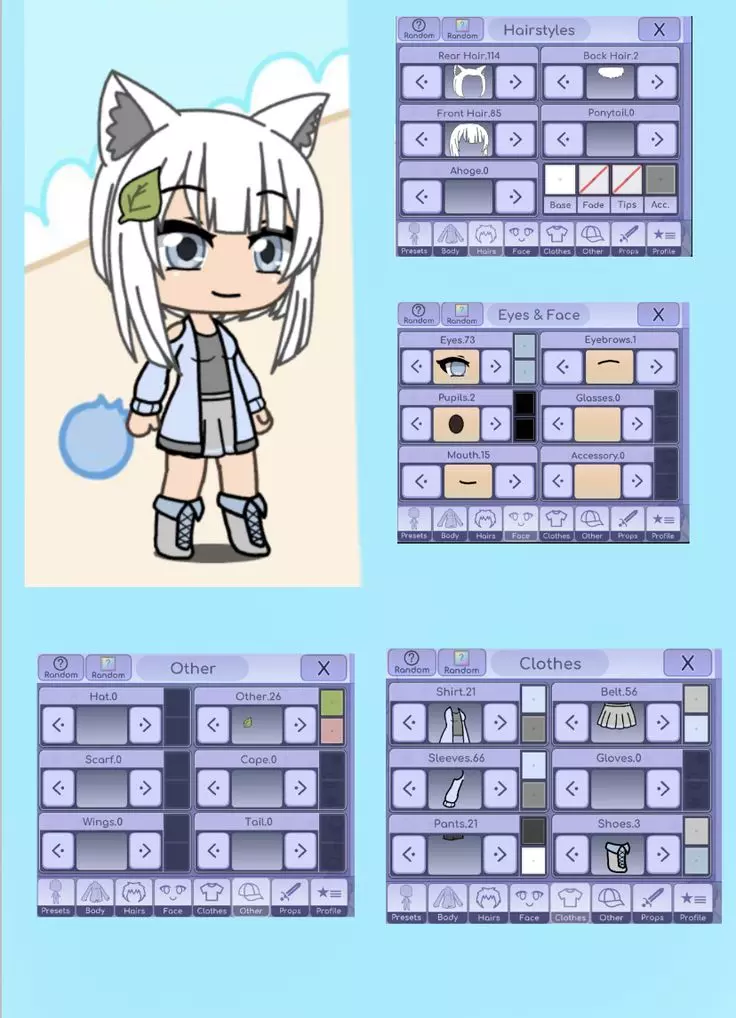 Random
Random
Hairstyles
X
Rear Hair.114
Back Hair.2
Front Hair.85
Ponytail.0
Ahoge.0
Base
Fade
Tips
Acc.
Presets
Body
Hairs
Face
Clothes
Other
Props
Profile
Random
Random
Eyes & Face
X
Eyes.73
Eyebrows.1
Pupils.2
Glasses.0
Mouth.15
Accessory.0
Presets
Body
Hairs
Face
Clothes
Other
Props
Profile
Random
Random
Other
X
Hat.0
Other.26
Scarf.0
Cape.0
Wings.0
Tail.0
Presets
Body
Hairs
Face
Clothes
Other
Props
Profile
Random
Random
Clothes
X
Shirt.21
Belt.56
Sleeves.66
Gloves.0
Pants.21
Shoes.3
Presets
Body
Hairs
Face
Clothes
Other
Props
Profile